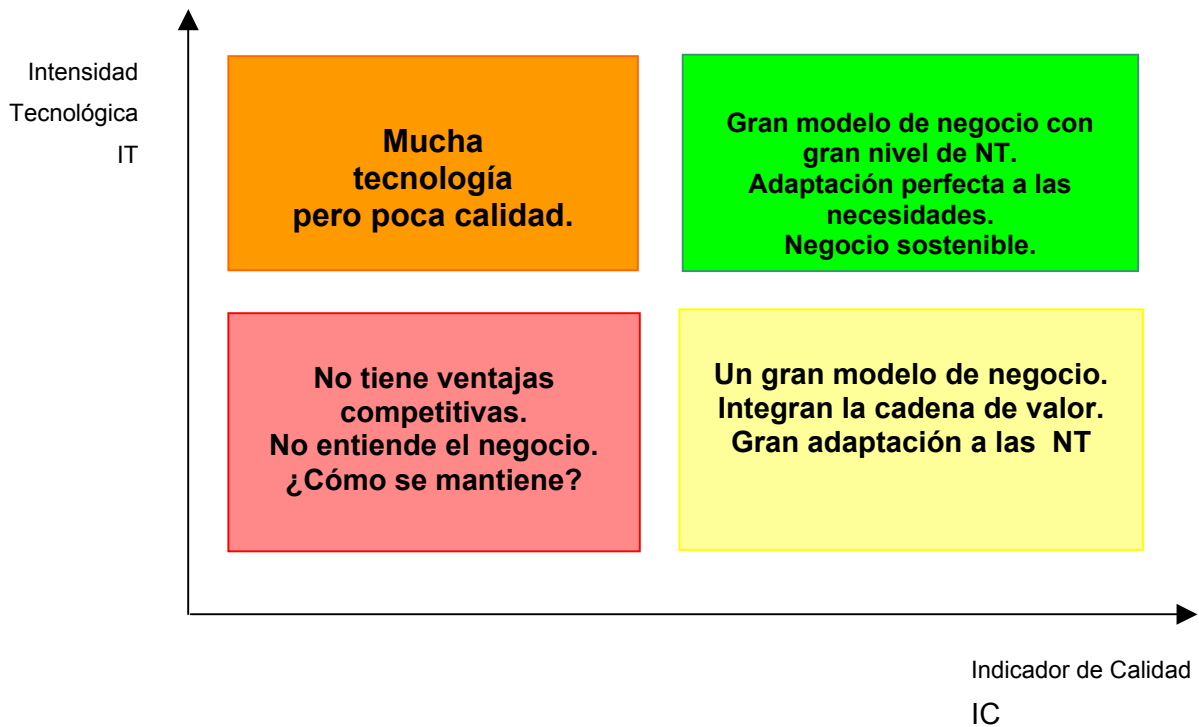 Intensidad
Tecnológica
IT
Mucha
tecnología
pero poca calidad.
Gran modelo de negocio con
gran nivel de NT.
Adaptación perfecta a las
necesidades.
Negocio sostenible.
No tiene ventajas
competitivas.
No entiende el negocio.
¿Cómo se mantiene?
Un gran modelo de negocio.
Integran la cadena de valor.
Gran adaptación a las  NT
Indicador de Calidad
IC